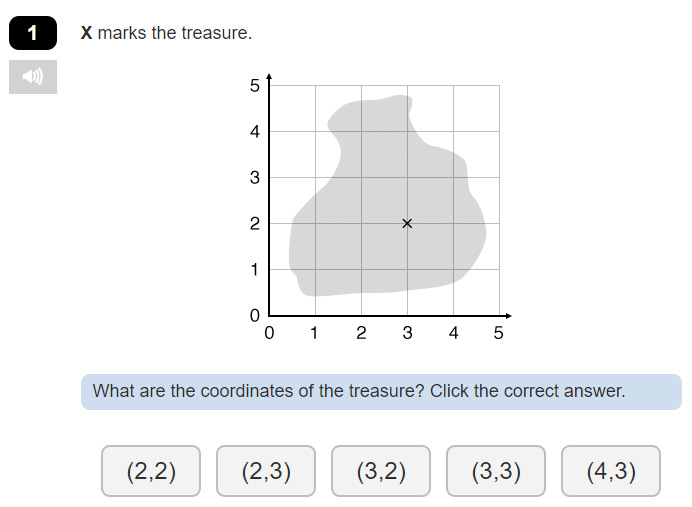 1
X marks the treasure.
5
4
3
2
1
0
0 1 2 3 4 5
What are the coordinates of the treasure? Click the correct answer.
(2,2) (2,3) (3,2) (3,3) (4,3)